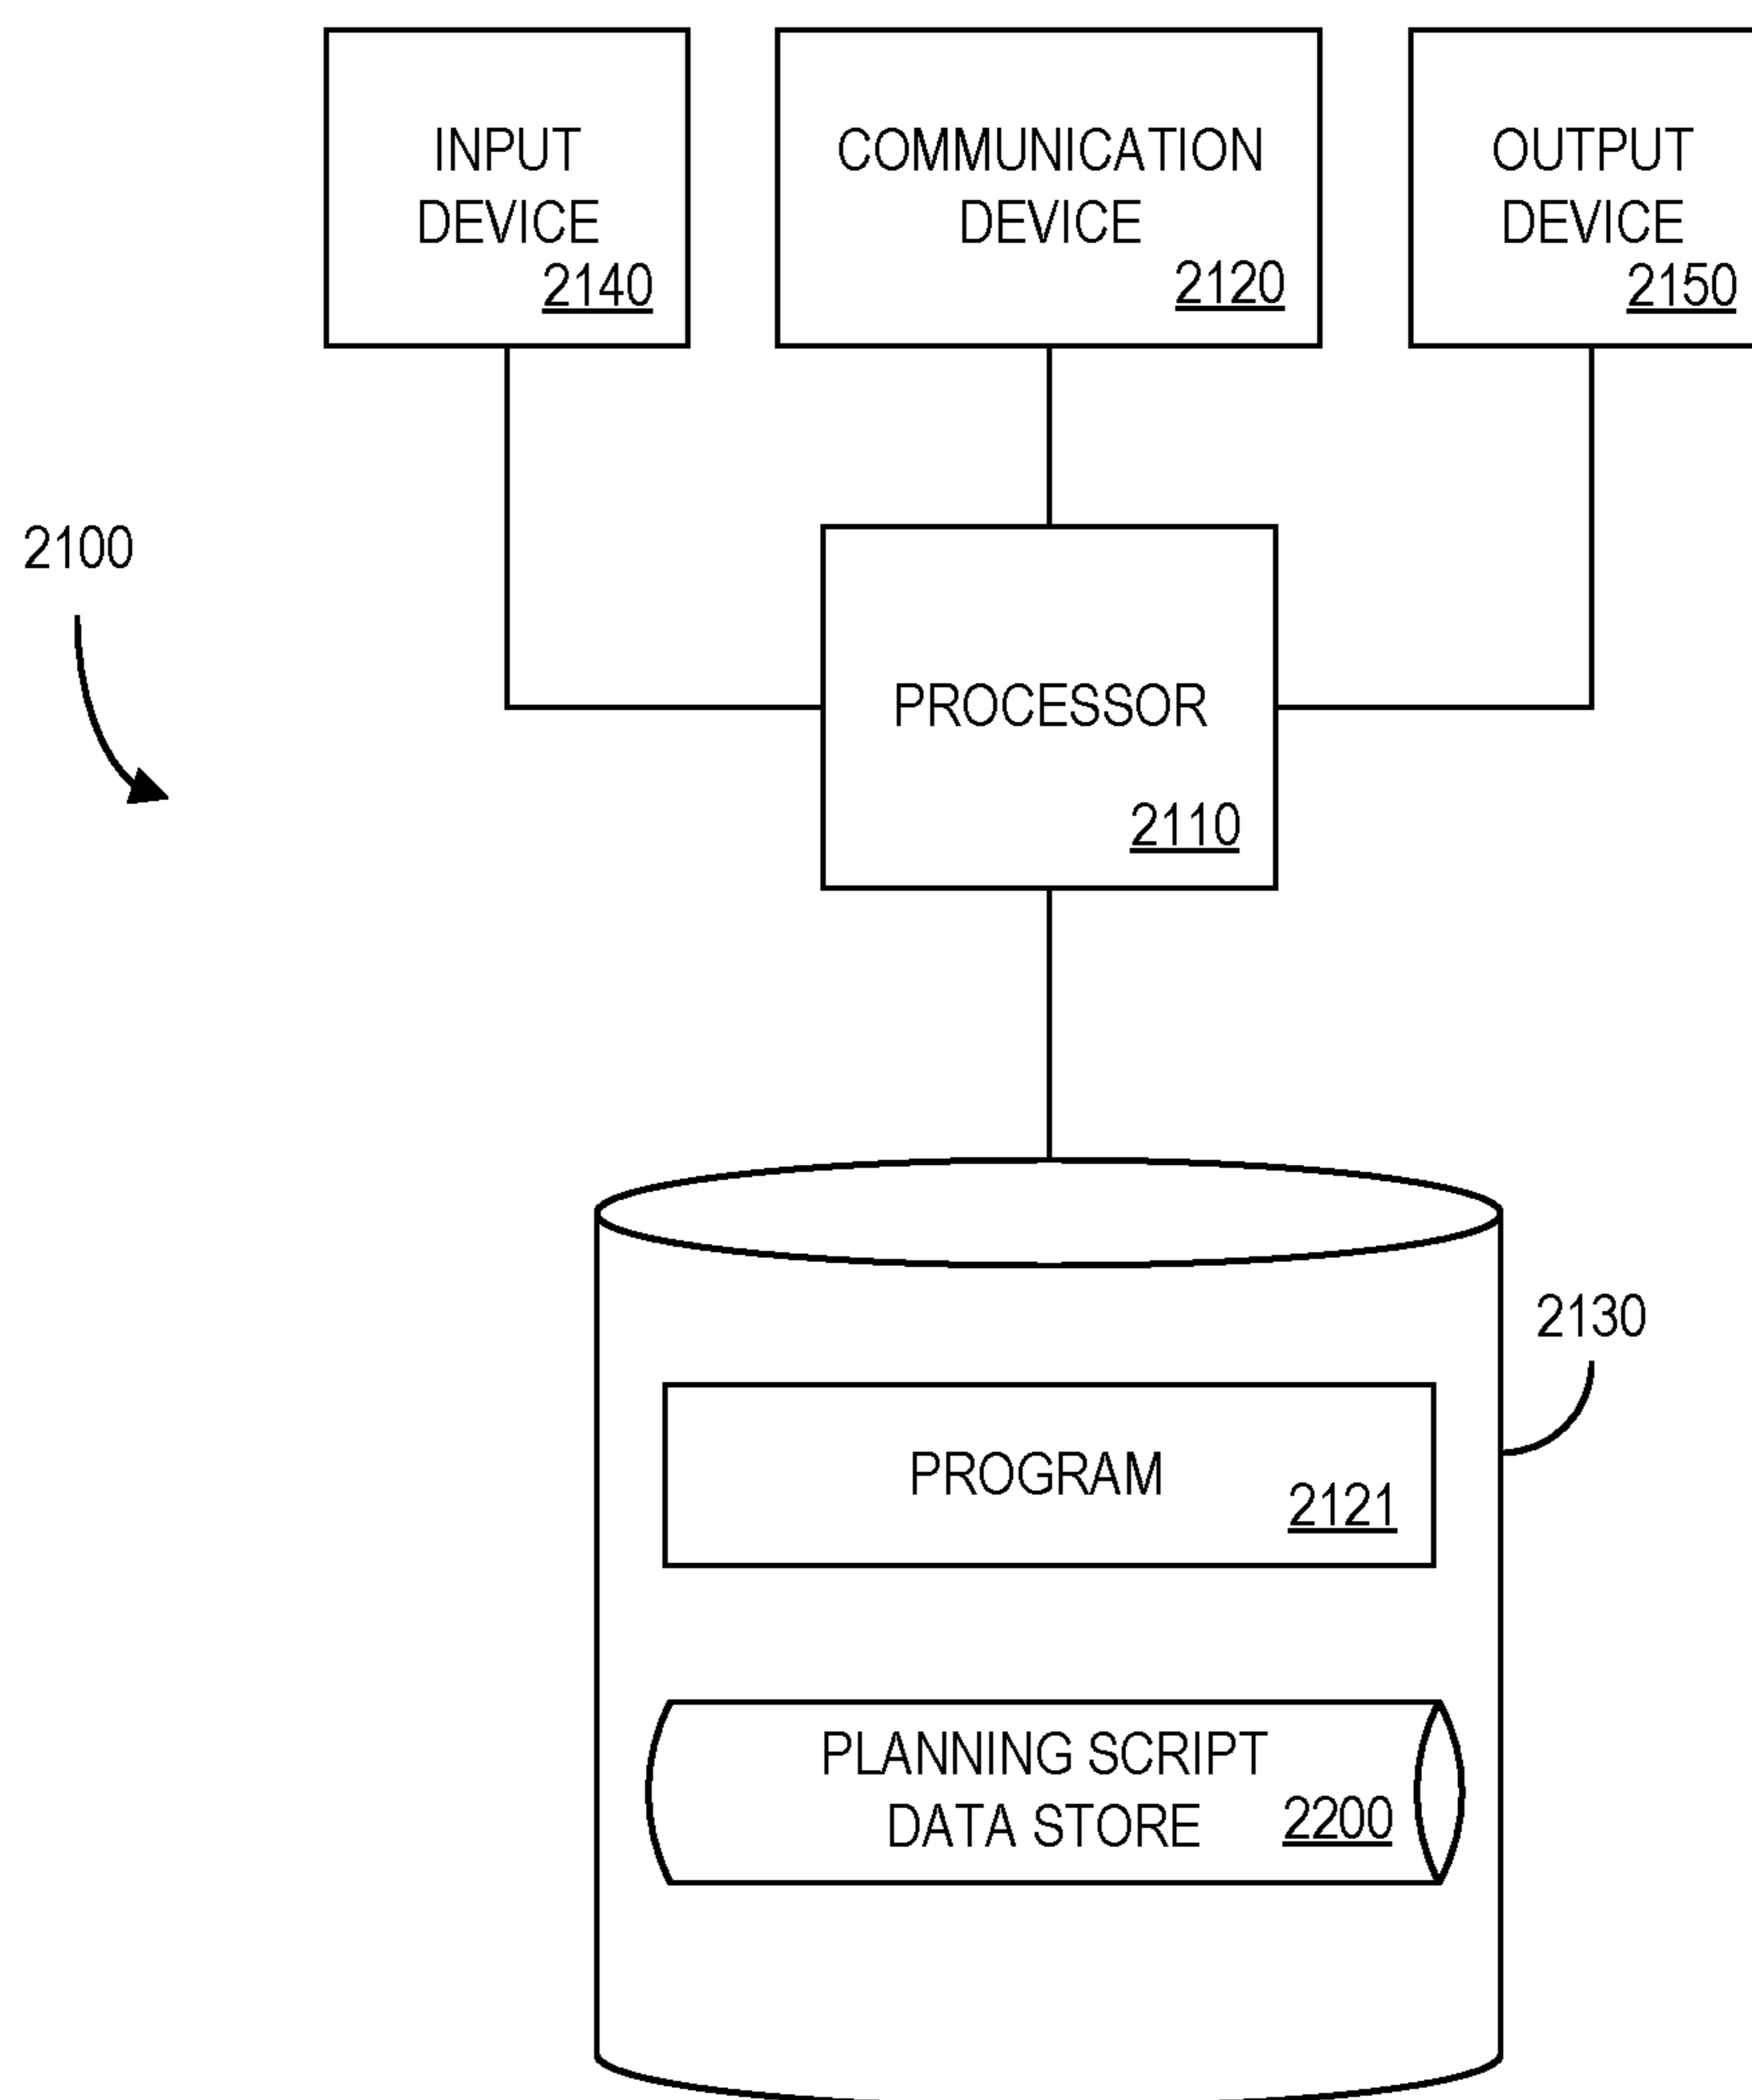 INPUT
DEVICE
2140
COMMUNICATION
DEVICE
2120
OUTPUT
DEVICE
2150
2100
PROCESSOR
2110
2130
PROGRAM
2121
PLANNING SCRIPT
DATA STORE
2200